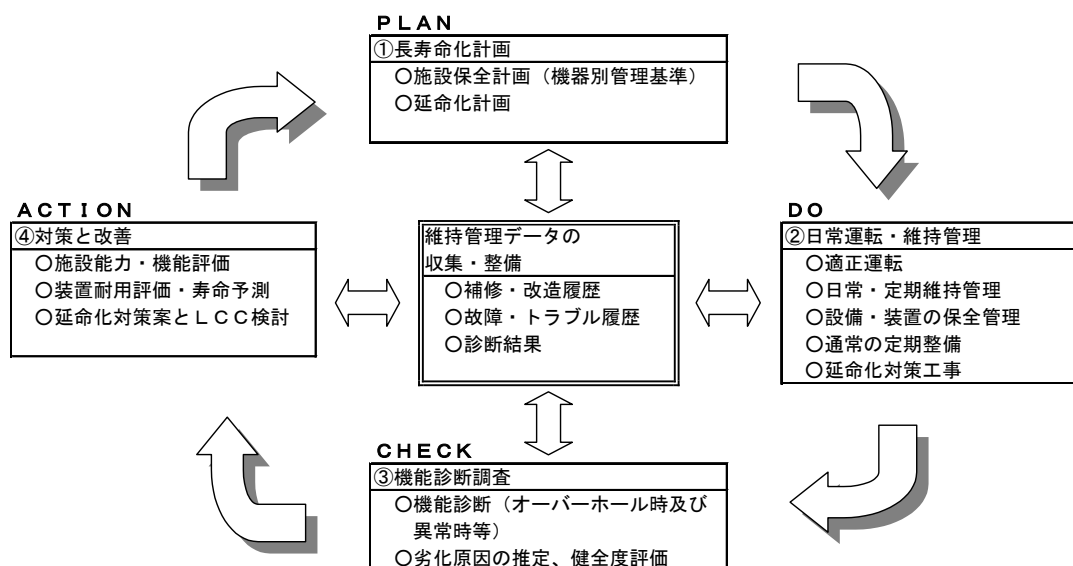 PLAN
①長寿命化計画
○施設保全計画（機器別管理基準）
○延命化計画
ACTION
④対策と改善
○施設能力・機能評価
○装置耐用評価・寿命予測
○延命化対策案とLCC検討
維持管理データの
収集・整備
○補修・改造履歴
○故障・トラブル履歴
○診断結果
DO
②日常運転・維持管理
○適正運転
○日常・定期維持管理
○設備・装置の保全管理
○通常の定期整備
○延命化対策工事
CHECK
③機能診断調査
○機能診断（オーバーホール時及び
異常時等）
○劣化原因の推定、健全度評価